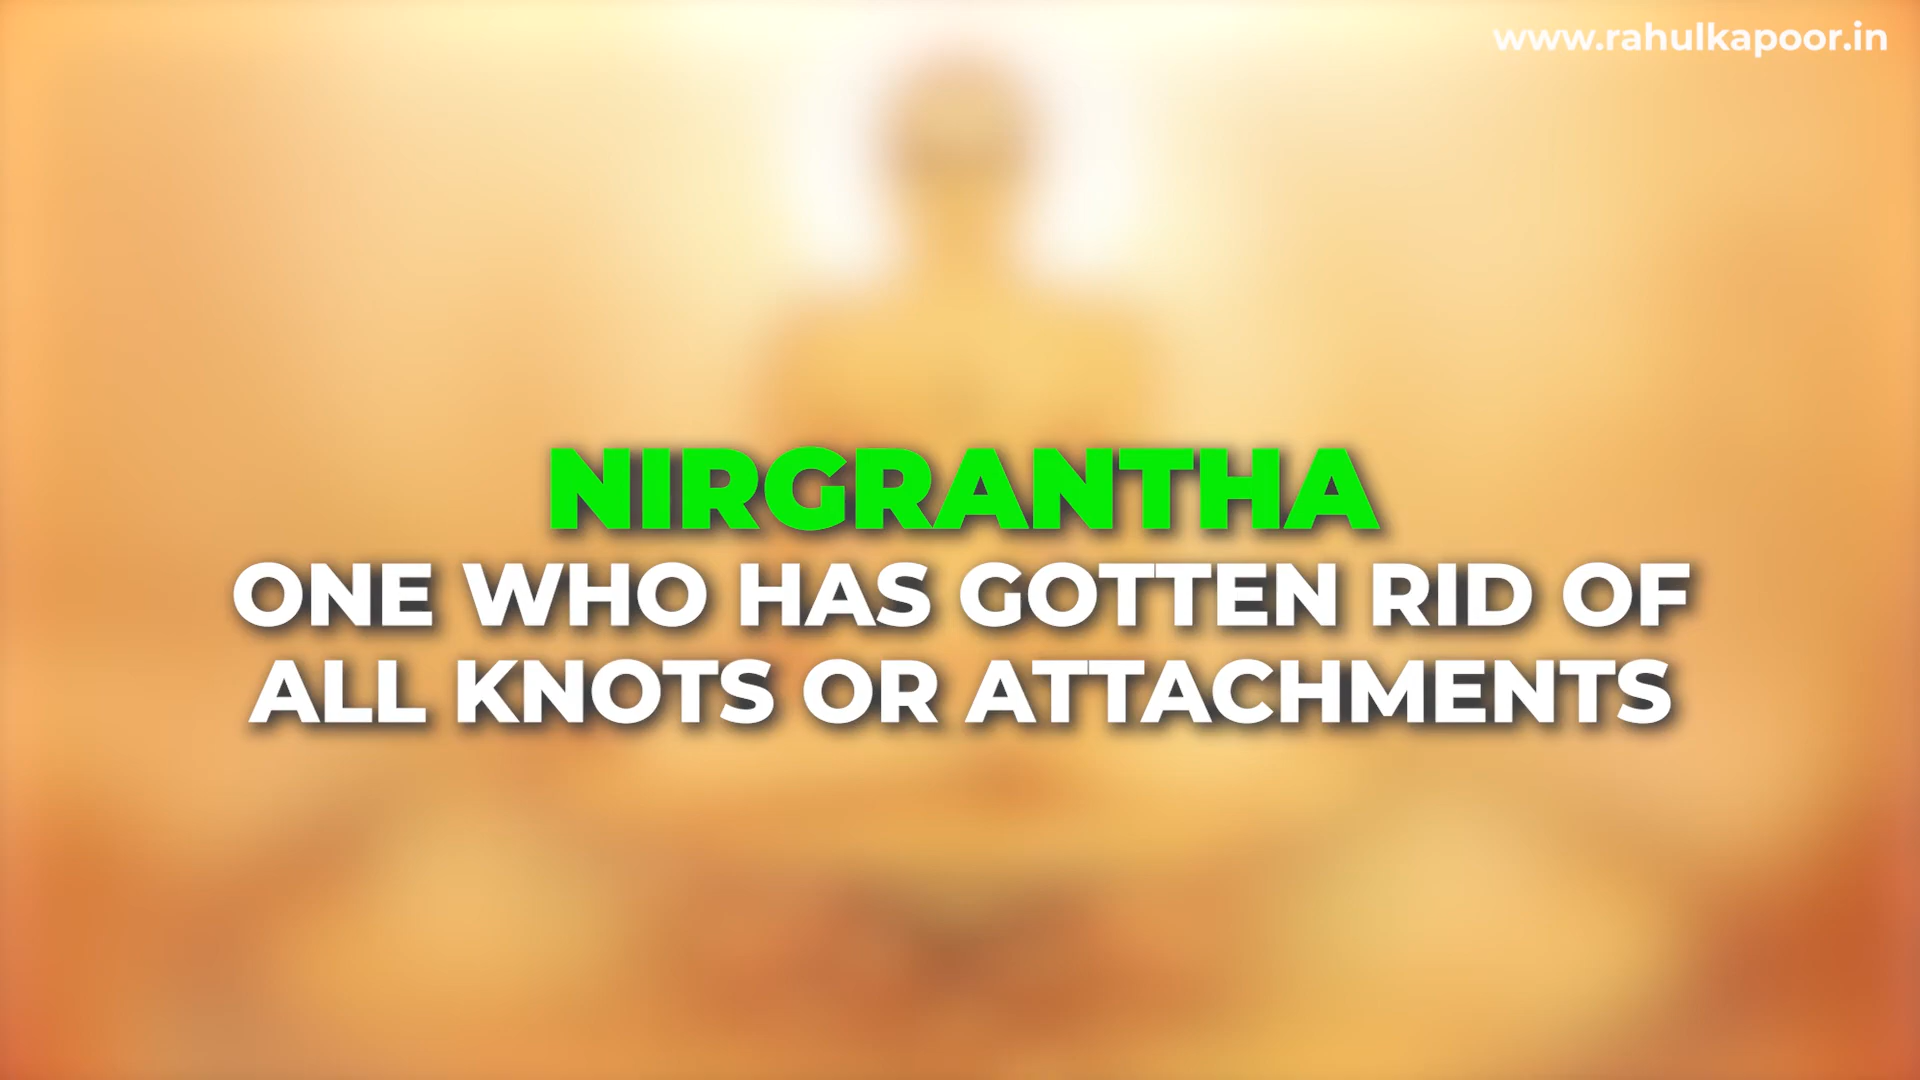 www.rahulkapoor.in
NIRGRANTHA
ONE WHO HAS GOTTEN RID OF
ALL KNOTS OR ATTACHMENTS